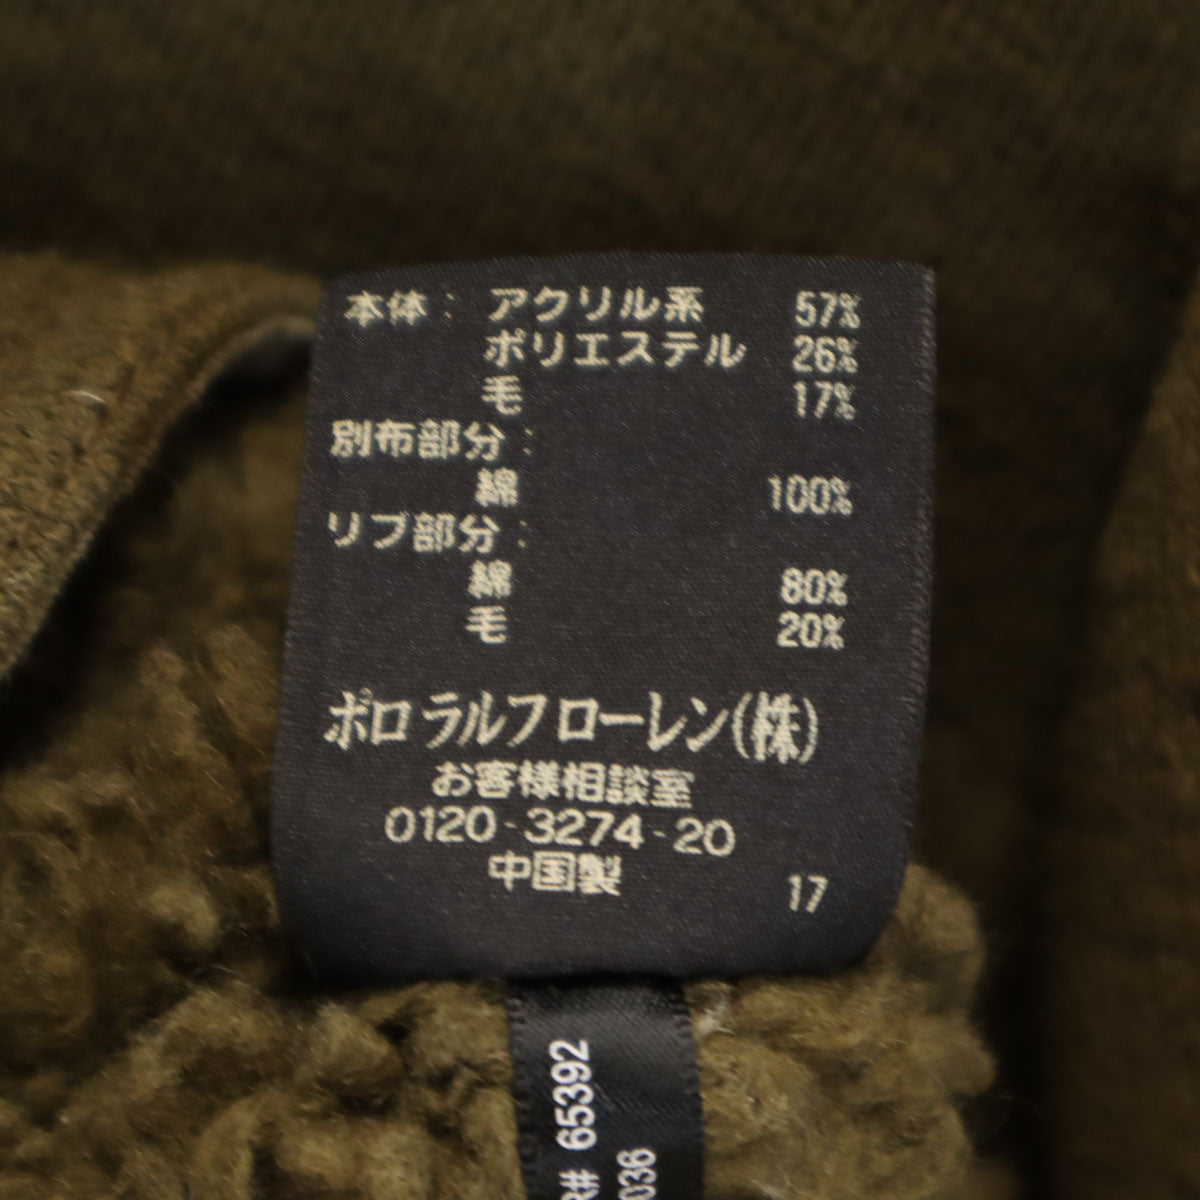 本体: アクリル系 57%
ポリエステル 26%
毛 17%
別布部分:
綿 100%
リブ部分:
綿 80%
毛 20%
ポロ ラルフ ローレン(株)
お客様相談室
0120-3274-20
中国製
17
R# 65392
036